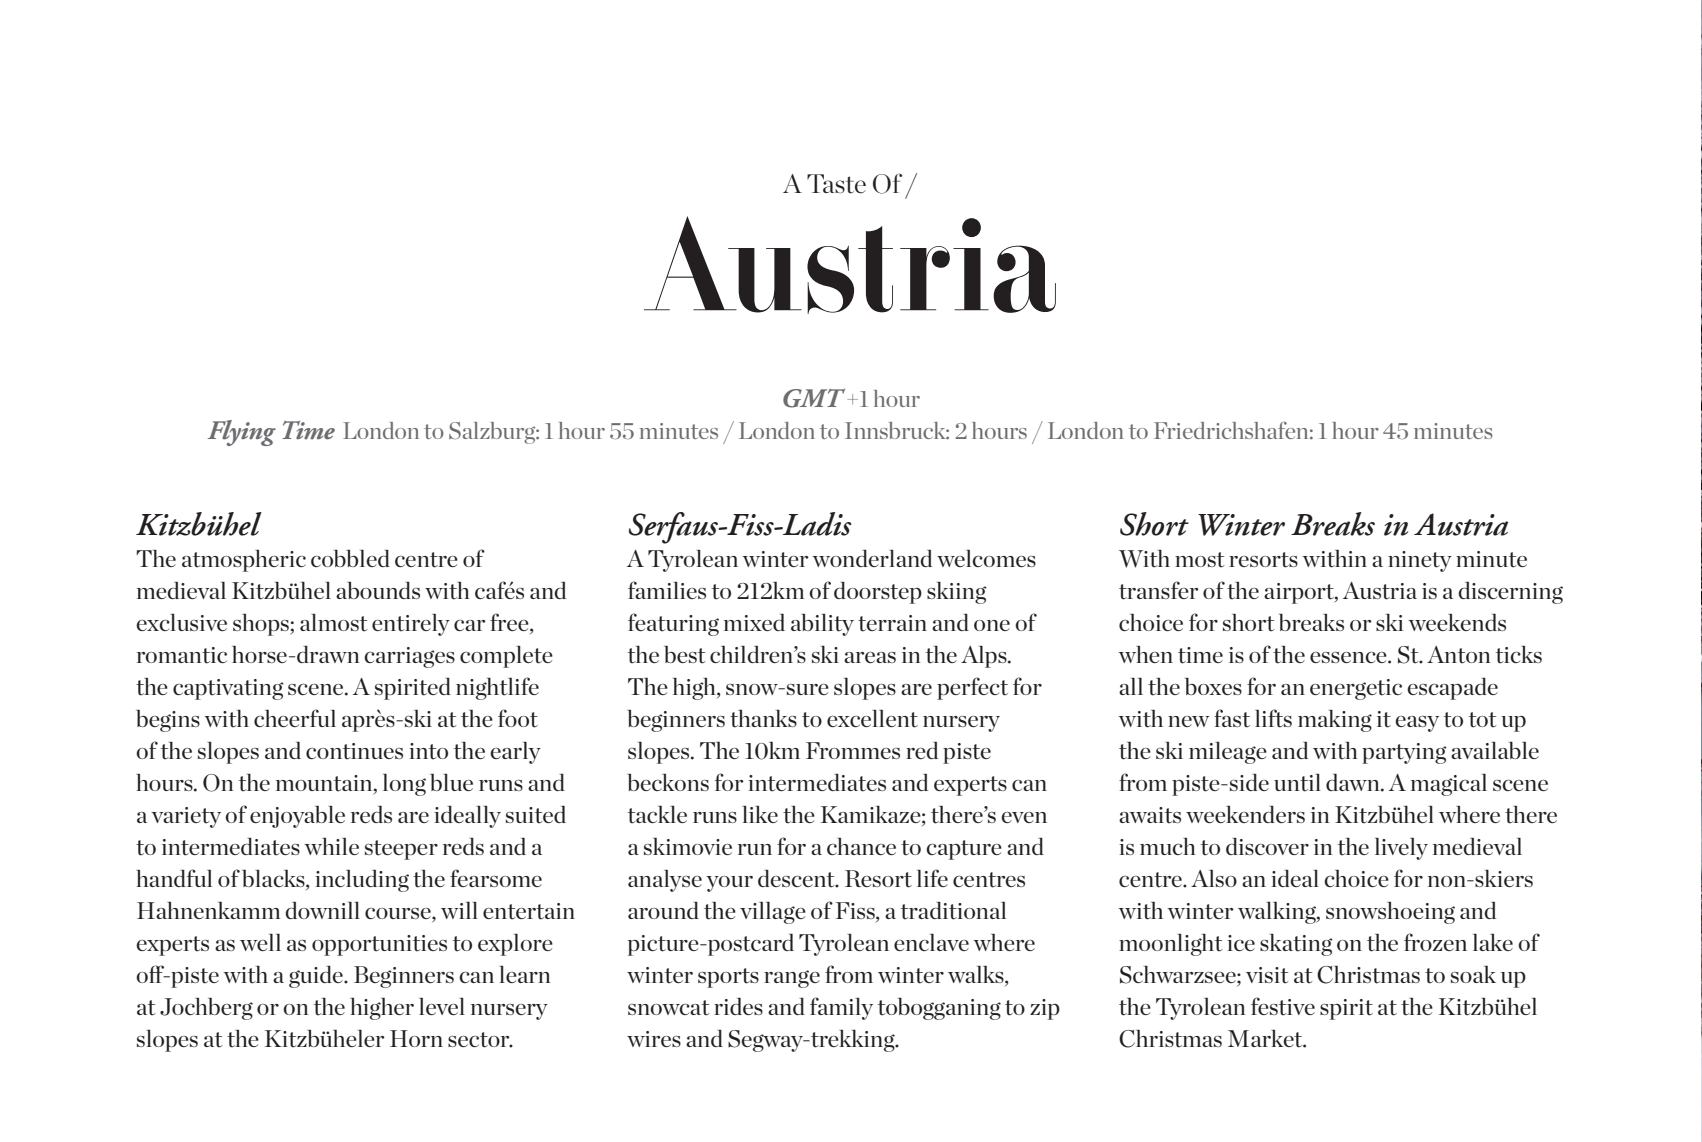 A Taste Of /
Austria
GMT +1 hour
Flying Time London to Salzburg: 1 hour 55 minutes / London to Innsbruck: 2 hours / London to Friedrichshafen: 1 hour 45 minutes
Kitzbühel
The atmospheric cobbled centre of
medieval Kitzbühel abounds with cafés and
exclusive shops; almost entirely car free,
romantic horse-drawn carriages complete
the captivating scene. A spirited nightlife
begins with cheerful après-ski at the foot
of the slopes and continues into the early
hours. On the mountain, long blue runs and
a variety of enjoyable reds are ideally suited
to intermediates while steeper reds and a
handful of blacks, including the fearsome
Hahnenkamm downill course, will entertain
experts as well as opportunities to explore
off-piste with a guide. Beginners can learn
at Jochberg or on the higher level nursery
slopes at the Kitzbüheler Horn sector.
Serfaus-Fiss-Ladis
A Tyrolean winter wonderland welcomes
families to 212km of doorstep skiing
featuring mixed ability terrain and one of
the best children's ski areas in the Alps.
The high, snow-sure slopes are perfect for
beginners thanks to excellent nursery
slopes. The 10km Frommes red piste
beckons for intermediates and experts can
tackle runs like the Kamikaze; there's even
a skimovie run for a chance to capture and
analyse your descent. Resort life centres
around the village of Fiss, a traditional
picture-postcard Tyrolean enclave where
winter sports range from winter walks,
snowcat rides and family tobogganing to zip
wires and Segway-trekking.
Short Winter Breaks in Austria
With most resorts within a ninety minute
transfer of the airport, Austria is a discerning
choice for short breaks or ski weekends
when time is of the essence. St. Anton ticks
all the boxes for an energetic escapade
with new fast lifts making it easy to tot up
the ski mileage and with partying available
from piste-side until dawn. A magical scene
awaits weekenders in Kitzbühel where there
is much to discover in the lively medieval
centre. Also an ideal choice for non-skiers
with winter walking, snowshoeing and
moonlight ice skating on the frozen lake of
Schwarzsee; visit at Christmas to soak up
the Tyrolean festive spirit at the Kitzbühel
Christmas Market.